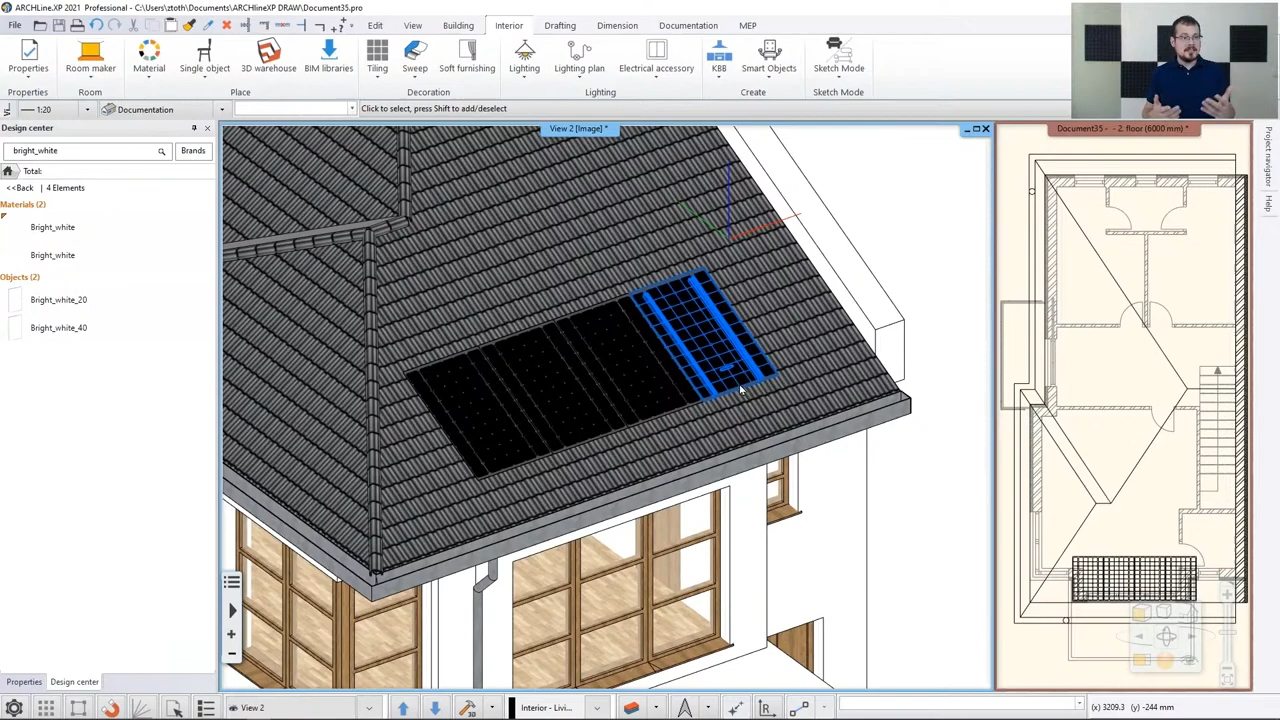 ARCHLine.XP 2021 Professional - C:\Users\ztoth\Documents\ARCHlineXP DRAW\Document35.pro
File
Edit View Building Interior Drafting Dimension Documentation MEP
Properties Room maker Material Single object 3D warehouse BIM libraries Tiling Sweep Soft furnishing Lighting Lighting plan Electrical accessory KBB Smart Objects Sketch Mode
Properties Room Place Decoration Lighting Create Sketch Mode
1:20 Documentation Click to select, press Shift to add/deselect
Design center
bright_white Brands
Total:
<<Back | 4 Elements
Materials (2)
Bright_white
Bright_white
Objects (2)
Bright_white_20
Bright_white_40
View 2 [Image] *
Document35 - - 2. floor (6000 mm) *
Project navigator
Help
Properties Design center
View 2
Interior - Livi...
(x) 3209.3 (y) -244 mm